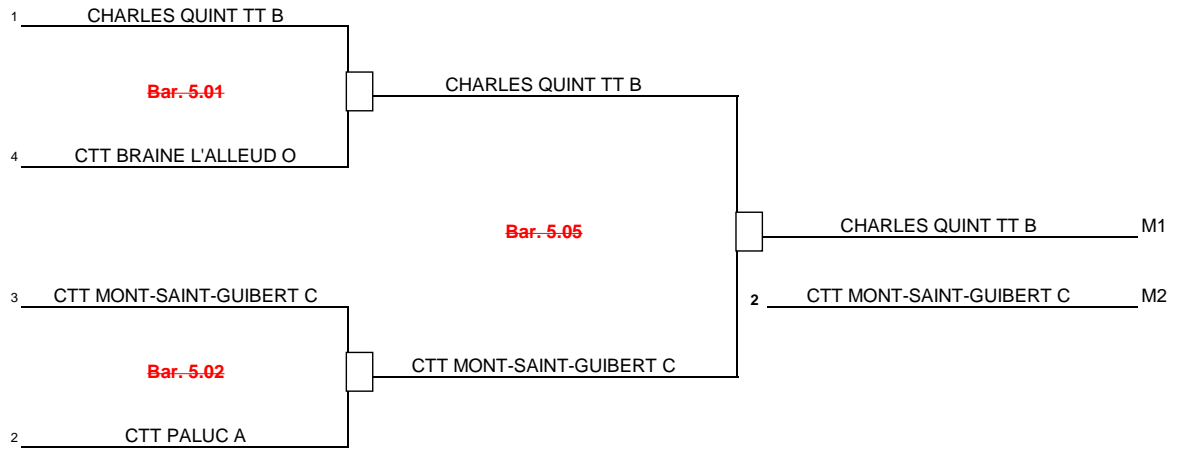 1 CHARLES QUINT TT B
Bar. 5.01
CHARLES QUINT TT B
4 CTT BRAINE L'ALLEUD O
Bar. 5.05
CHARLES QUINT TT B M1
3 CTT MONT-SAINT-GUIBERT C
2 CTT MONT-SAINT-GUIBERT C M2
Bar. 5.02
CTT MONT-SAINT-GUIBERT C
2 CTT PALUC A